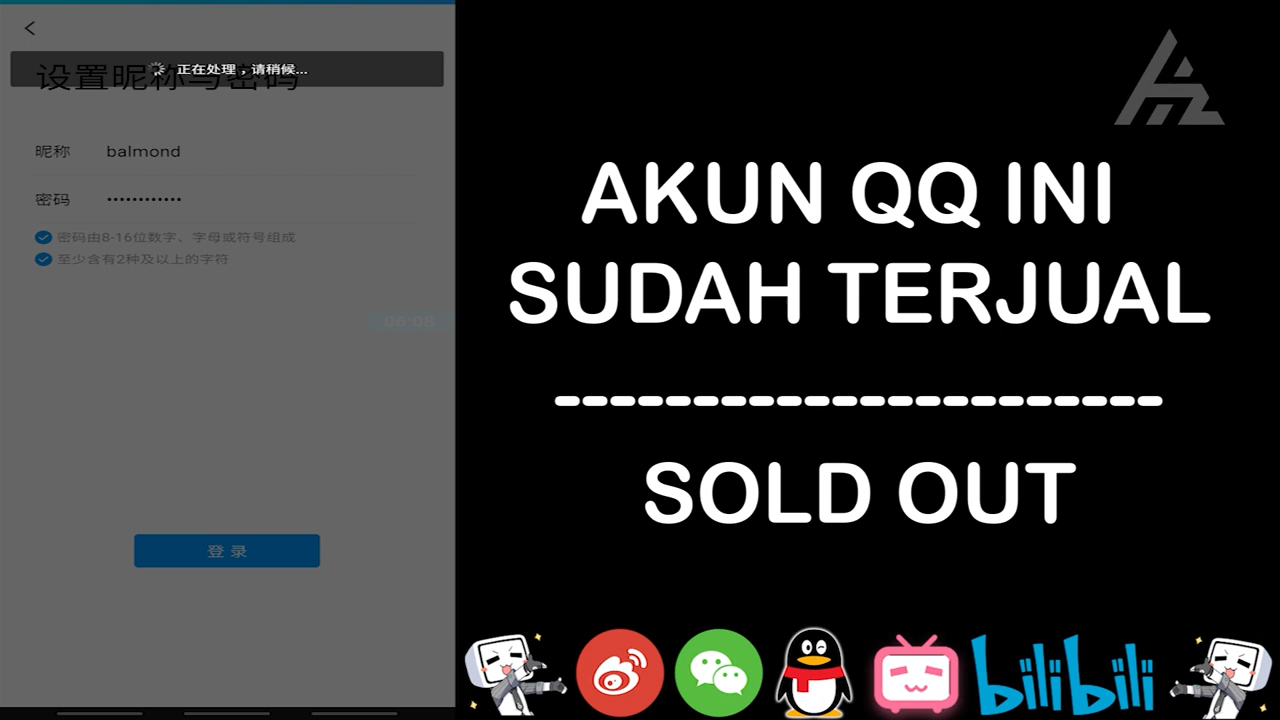 正在处理，请稍候...
设置昵称与密码
昵称 balmond
密码 ••••••••••••
密码由8-16位数字、字母或符号组成
至少含有2种及以上的字符
06:08
登 录
AKUN QQ INI
SUDAH TERJUAL
----------------------
SOLD OUT
bilibili